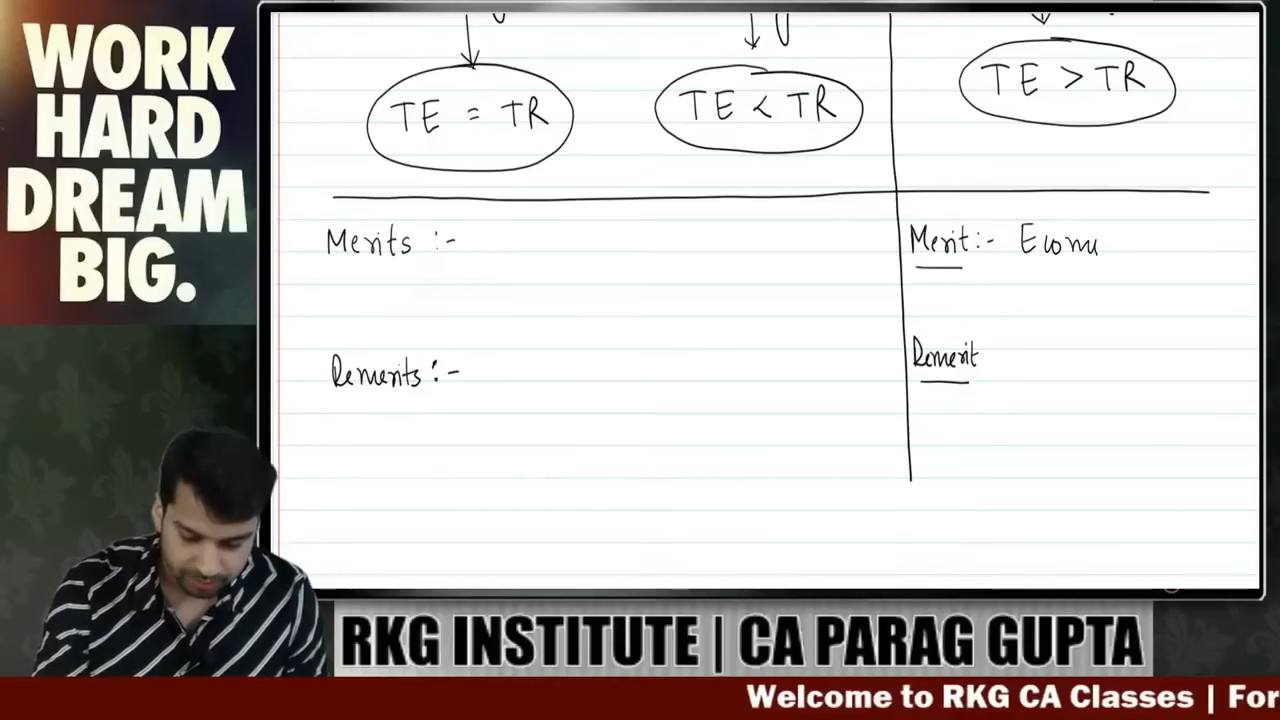 WORK
HARD
DREAM
BIG.
TE = TR
TE < TR
TE > TR
Merits :-
Merit :- Econu
Demerits :-
Demerit
RKG INSTITUTE | CA PARAG GUPTA
Welcome to RKG CA Classes | For